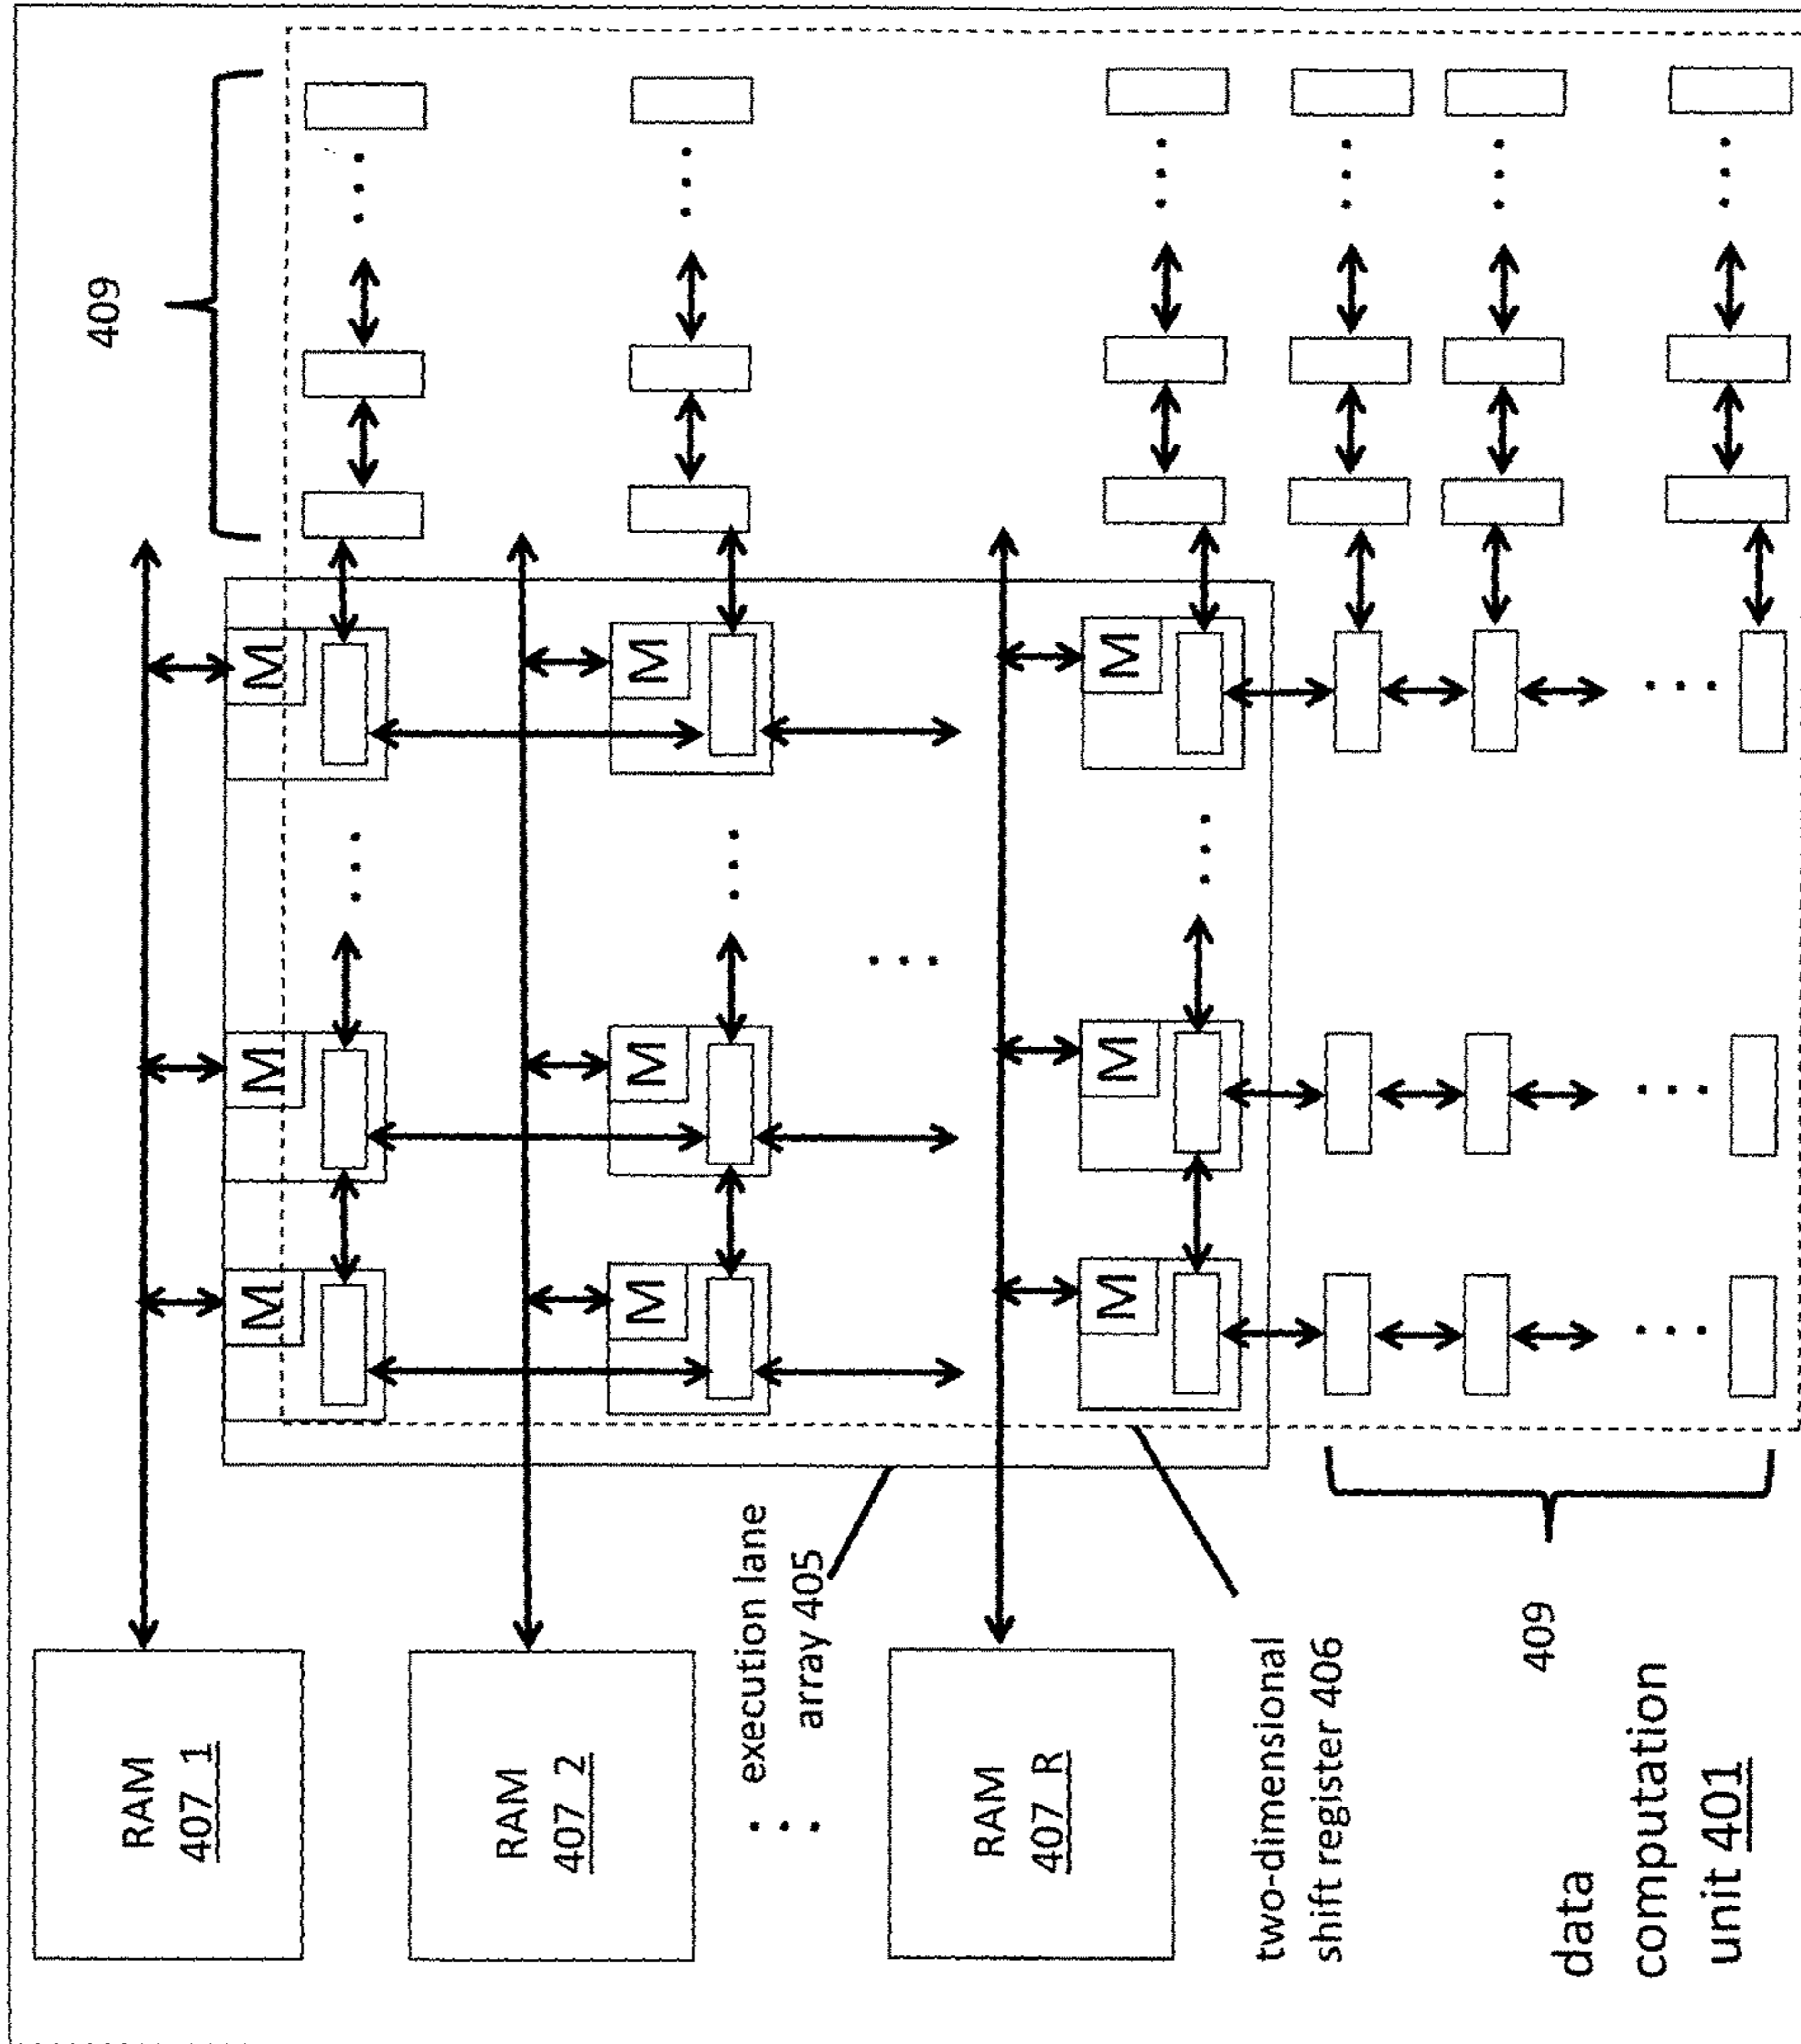 409
RAM
407_1
M M M
RAM
407_2
M M M
execution lane
array 405
RAM
407_R
M M M
two-dimensional
shift register 406
409
data
computation
unit 401